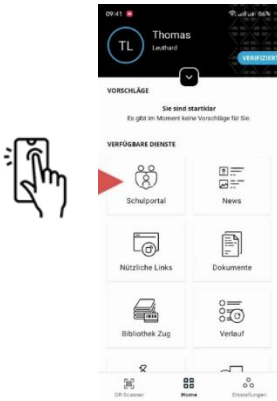 09:41
86%
TL
Thomas
Leuthard
VERIFIZIERT
VORSCHLÄGE
Sie sind startklar
Es gibt im Moment keine Vorschläge für Sie.
VERFÜGBARE DIENSTE
Schulportal
News
Nützliche Links
Dokumente
Bibliothek Zug
Verlauf
QR-Scanner
Home
Einstellungen